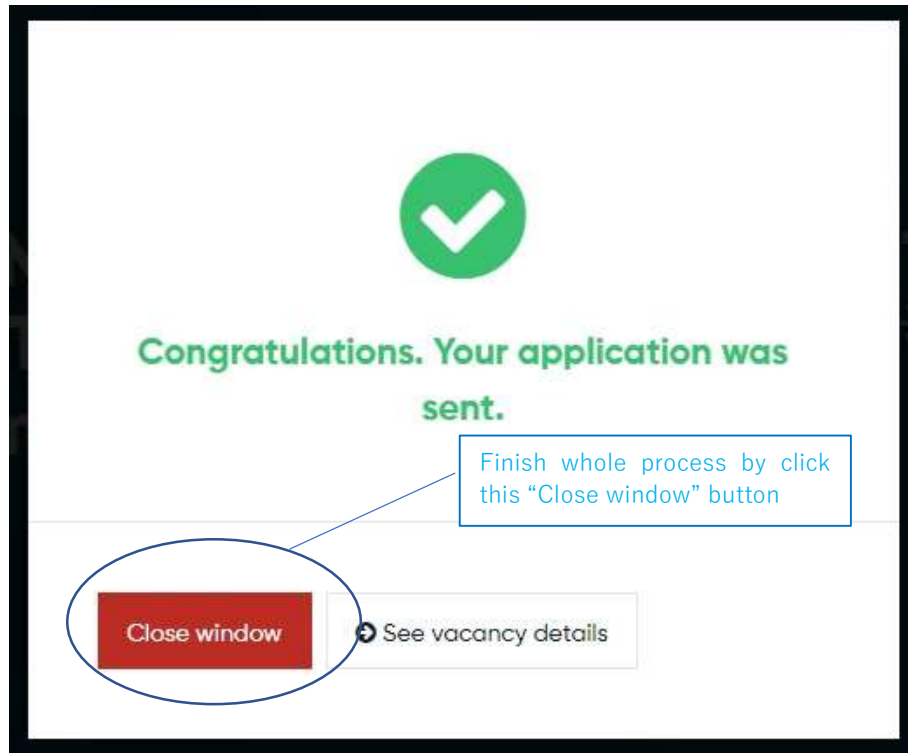 Congratulations. Your application was
sent.
Finish whole process by click
this “Close window” button
Close window
See vacancy details